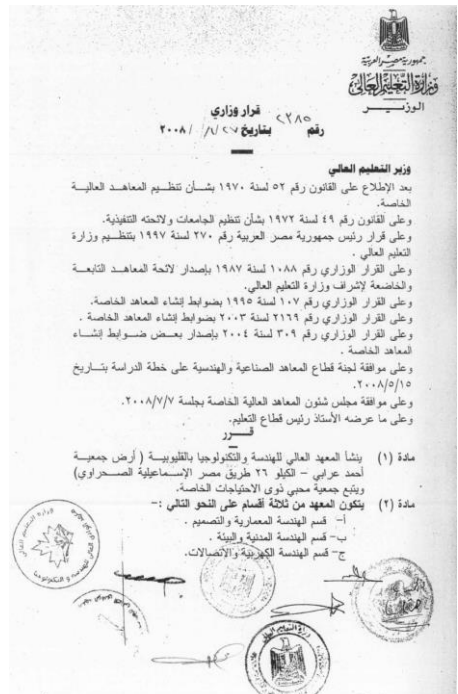 جمهورية مصر العربية
وزارة التعليم العالي
الوزير
قرار وزاري
رقم ٢٢٨٥ بتاريخ ٢٧/٨/٢٠٠٨
وزير التعليم العالي
بعد الإطلاع على القانون رقم ٥٢ لسنة ١٩٧٠ بشأن تنظيم المعاهد العالية
الخاصة.
وعلى القانون رقم ٤٩ لسنة ١٩٧٢ بشأن تنظيم الجامعات ولائحته التنفيذية.
وعلى قرار رئيس جمهورية مصر العربية رقم ٢٧٠ لسنة ١٩٩٧ بتنظيم وزارة
التعليم العالي .
وعلى القرار الوزاري رقم ١٠٨٨ لسنة ١٩٨٧ بإصدار لائحة المعاهد التابعة
والخاضعة لإشراف وزارة التعليم العالي.
وعلى القرار الوزاري رقم ١٠٧ لسنة ١٩٩٥ بضوابط إنشاء المعاهد الخاصة.
وعلى القرار الوزاري رقم ٢١٦٩ لسنة ٢٠٠٣ بضوابط إنشاء المعاهد الخاصة .
وعلى القرار الوزاري رقم ٣٠٩ لسنة ٢٠٠٤ بإصدار بعض ضوابط إنشاء
المعاهد الخاصة .
وعلى موافقة لجنة قطاع المعاهد الصناعية والهندسية على خطة الدراسة بتاريخ
٢٠٠٨/٥/١٥.
وعلى موافقة مجلس شئون المعاهد العالية الخاصة بجلسة ٢٠٠٨/٧/٧.
وعلى ما عرضه الأستاذ رئيس قطاع التعليم.
قرر
مادة (١) ينشأ المعهد العالي للهندسة والتكنولوجيا بالقليوبية ( أرض جمعية
أحمد عرابي – الكيلو ٢٦ طريق مصر الإسماعيلية الصحراوي)
ويتبع جمعية محبي ذوى الاحتياجات الخاصة.
مادة (٢) يتكون المعهد من ثلاثة أقسام على النحو التالي :-
أ- قسم الهندسة المعمارية والتصميم .
ب- قسم الهندسة المدنية والبيئة .
ج- قسم الهندسة الكهربية والاتصالات.
وزارة التعليم العالي